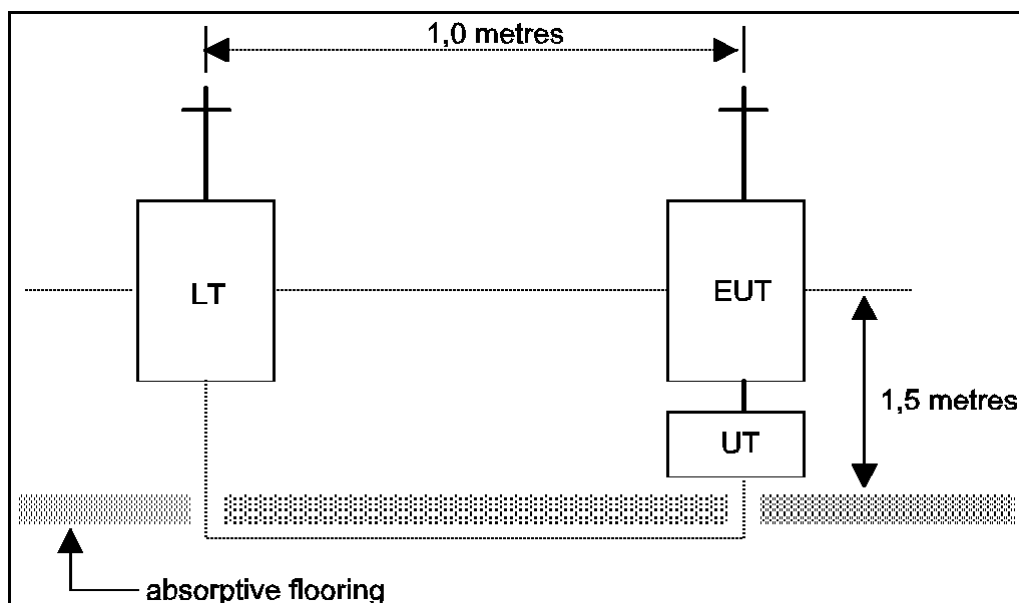 1,0 metres
LT
EUT
1,5 metres
UT
absorptive flooring